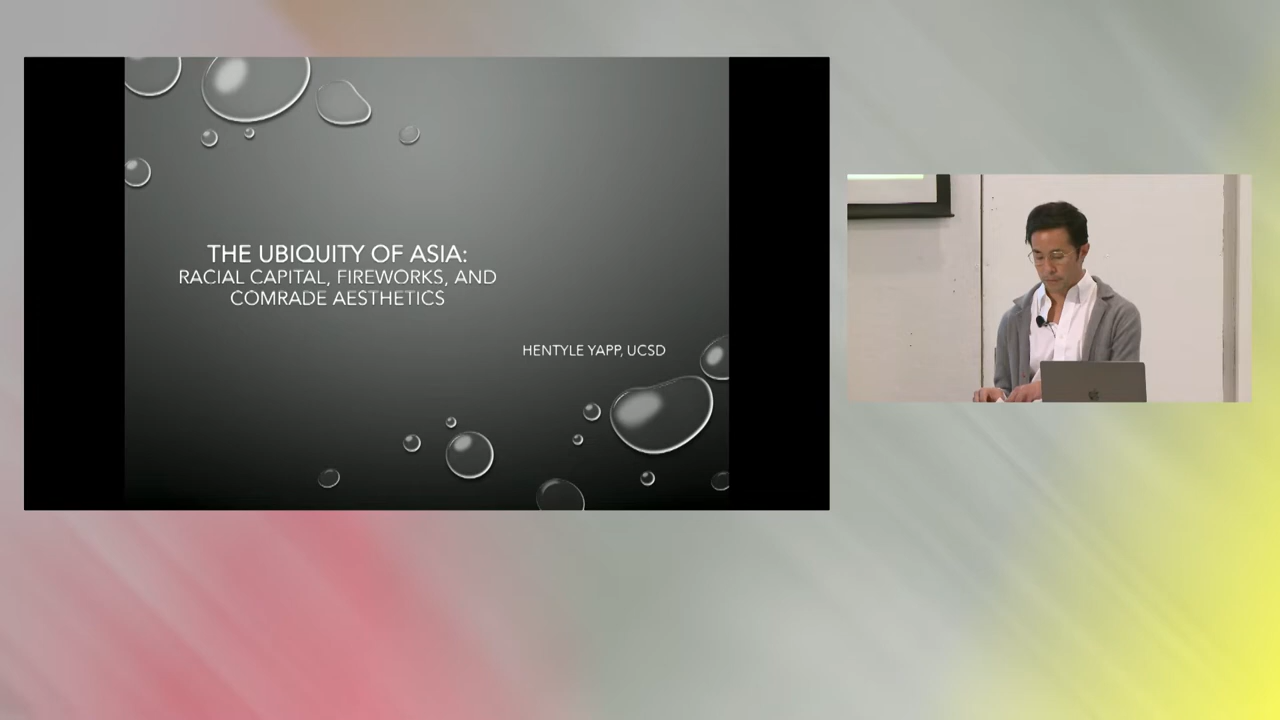 THE UBIQUITY OF ASIA:
RACIAL CAPITAL, FIREWORKS, AND
COMRADE AESTHETICS
HENTYLE YAPP, UCSD